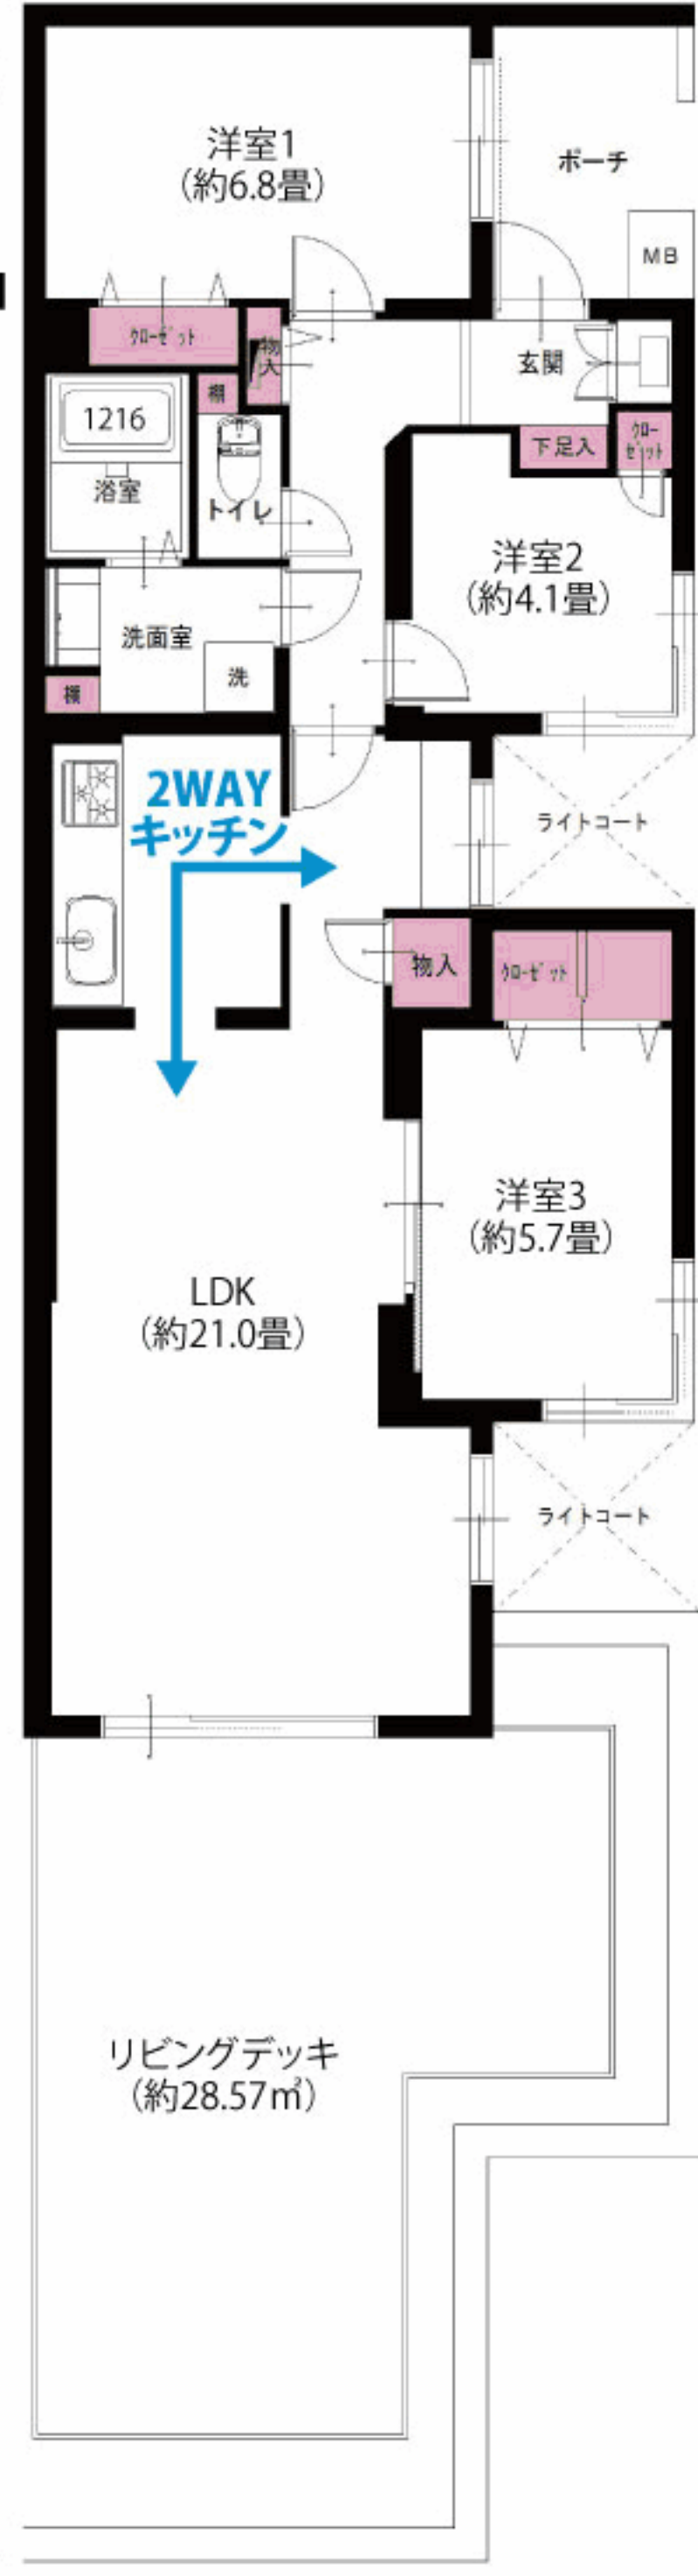 洋室1
(約6.8畳)
ポーチ
MB
クローゼット
物入
玄関
棚
1216
浴室
トイレ
下足入
クローゼット
洋室2
(約4.1畳)
洗面室
洗
棚
2WAY
キッチン
ライトコート
物入
クローゼット
洋室3
(約5.7畳)
LDK
(約21.0畳)
ライトコート
リビングデッキ
(約28.57㎡)